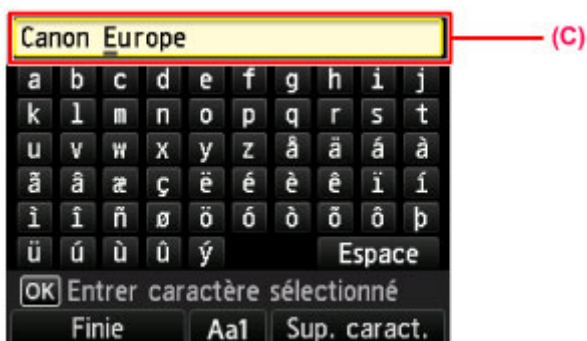 Canon Europe (C)
a b c d e f g h i j
k l m n o p q r s t
u v w x y z å ä á à
ã â æ ç ë é è ê ï í
ì î ñ ø ö ó ò õ ô þ
ü ú ù û ý Espace
OK Entrer caractère sélectionné
Finie Aa1 Sup. caract.